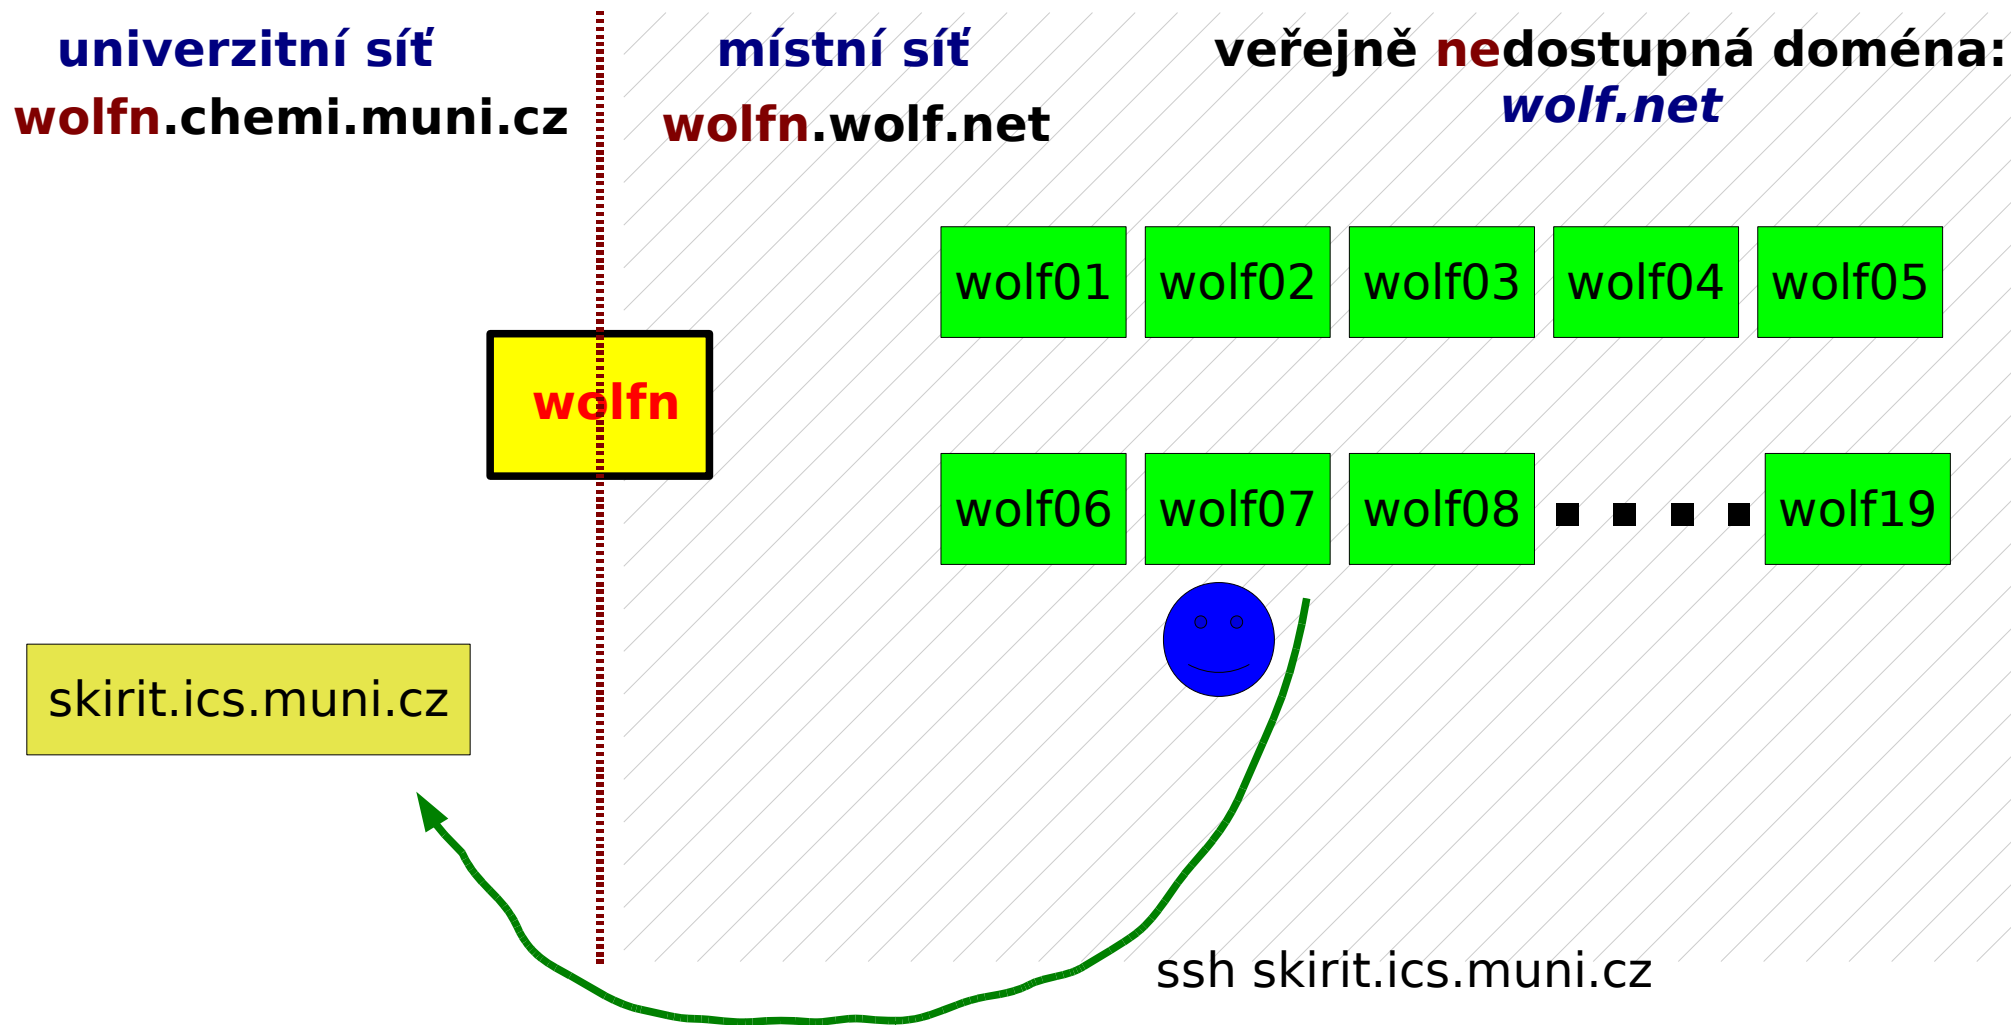 univerzitní síť
wolfn.chemi.muni.cz
místní síť
wolfn.wolf.net
veřejně nedostupná doména:
wolf.net
wolf01 wolf02 wolf03 wolf04 wolf05
wolfn
wolf06 wolf07 wolf08 wolf19
skirit.ics.muni.cz
ssh skirit.ics.muni.cz